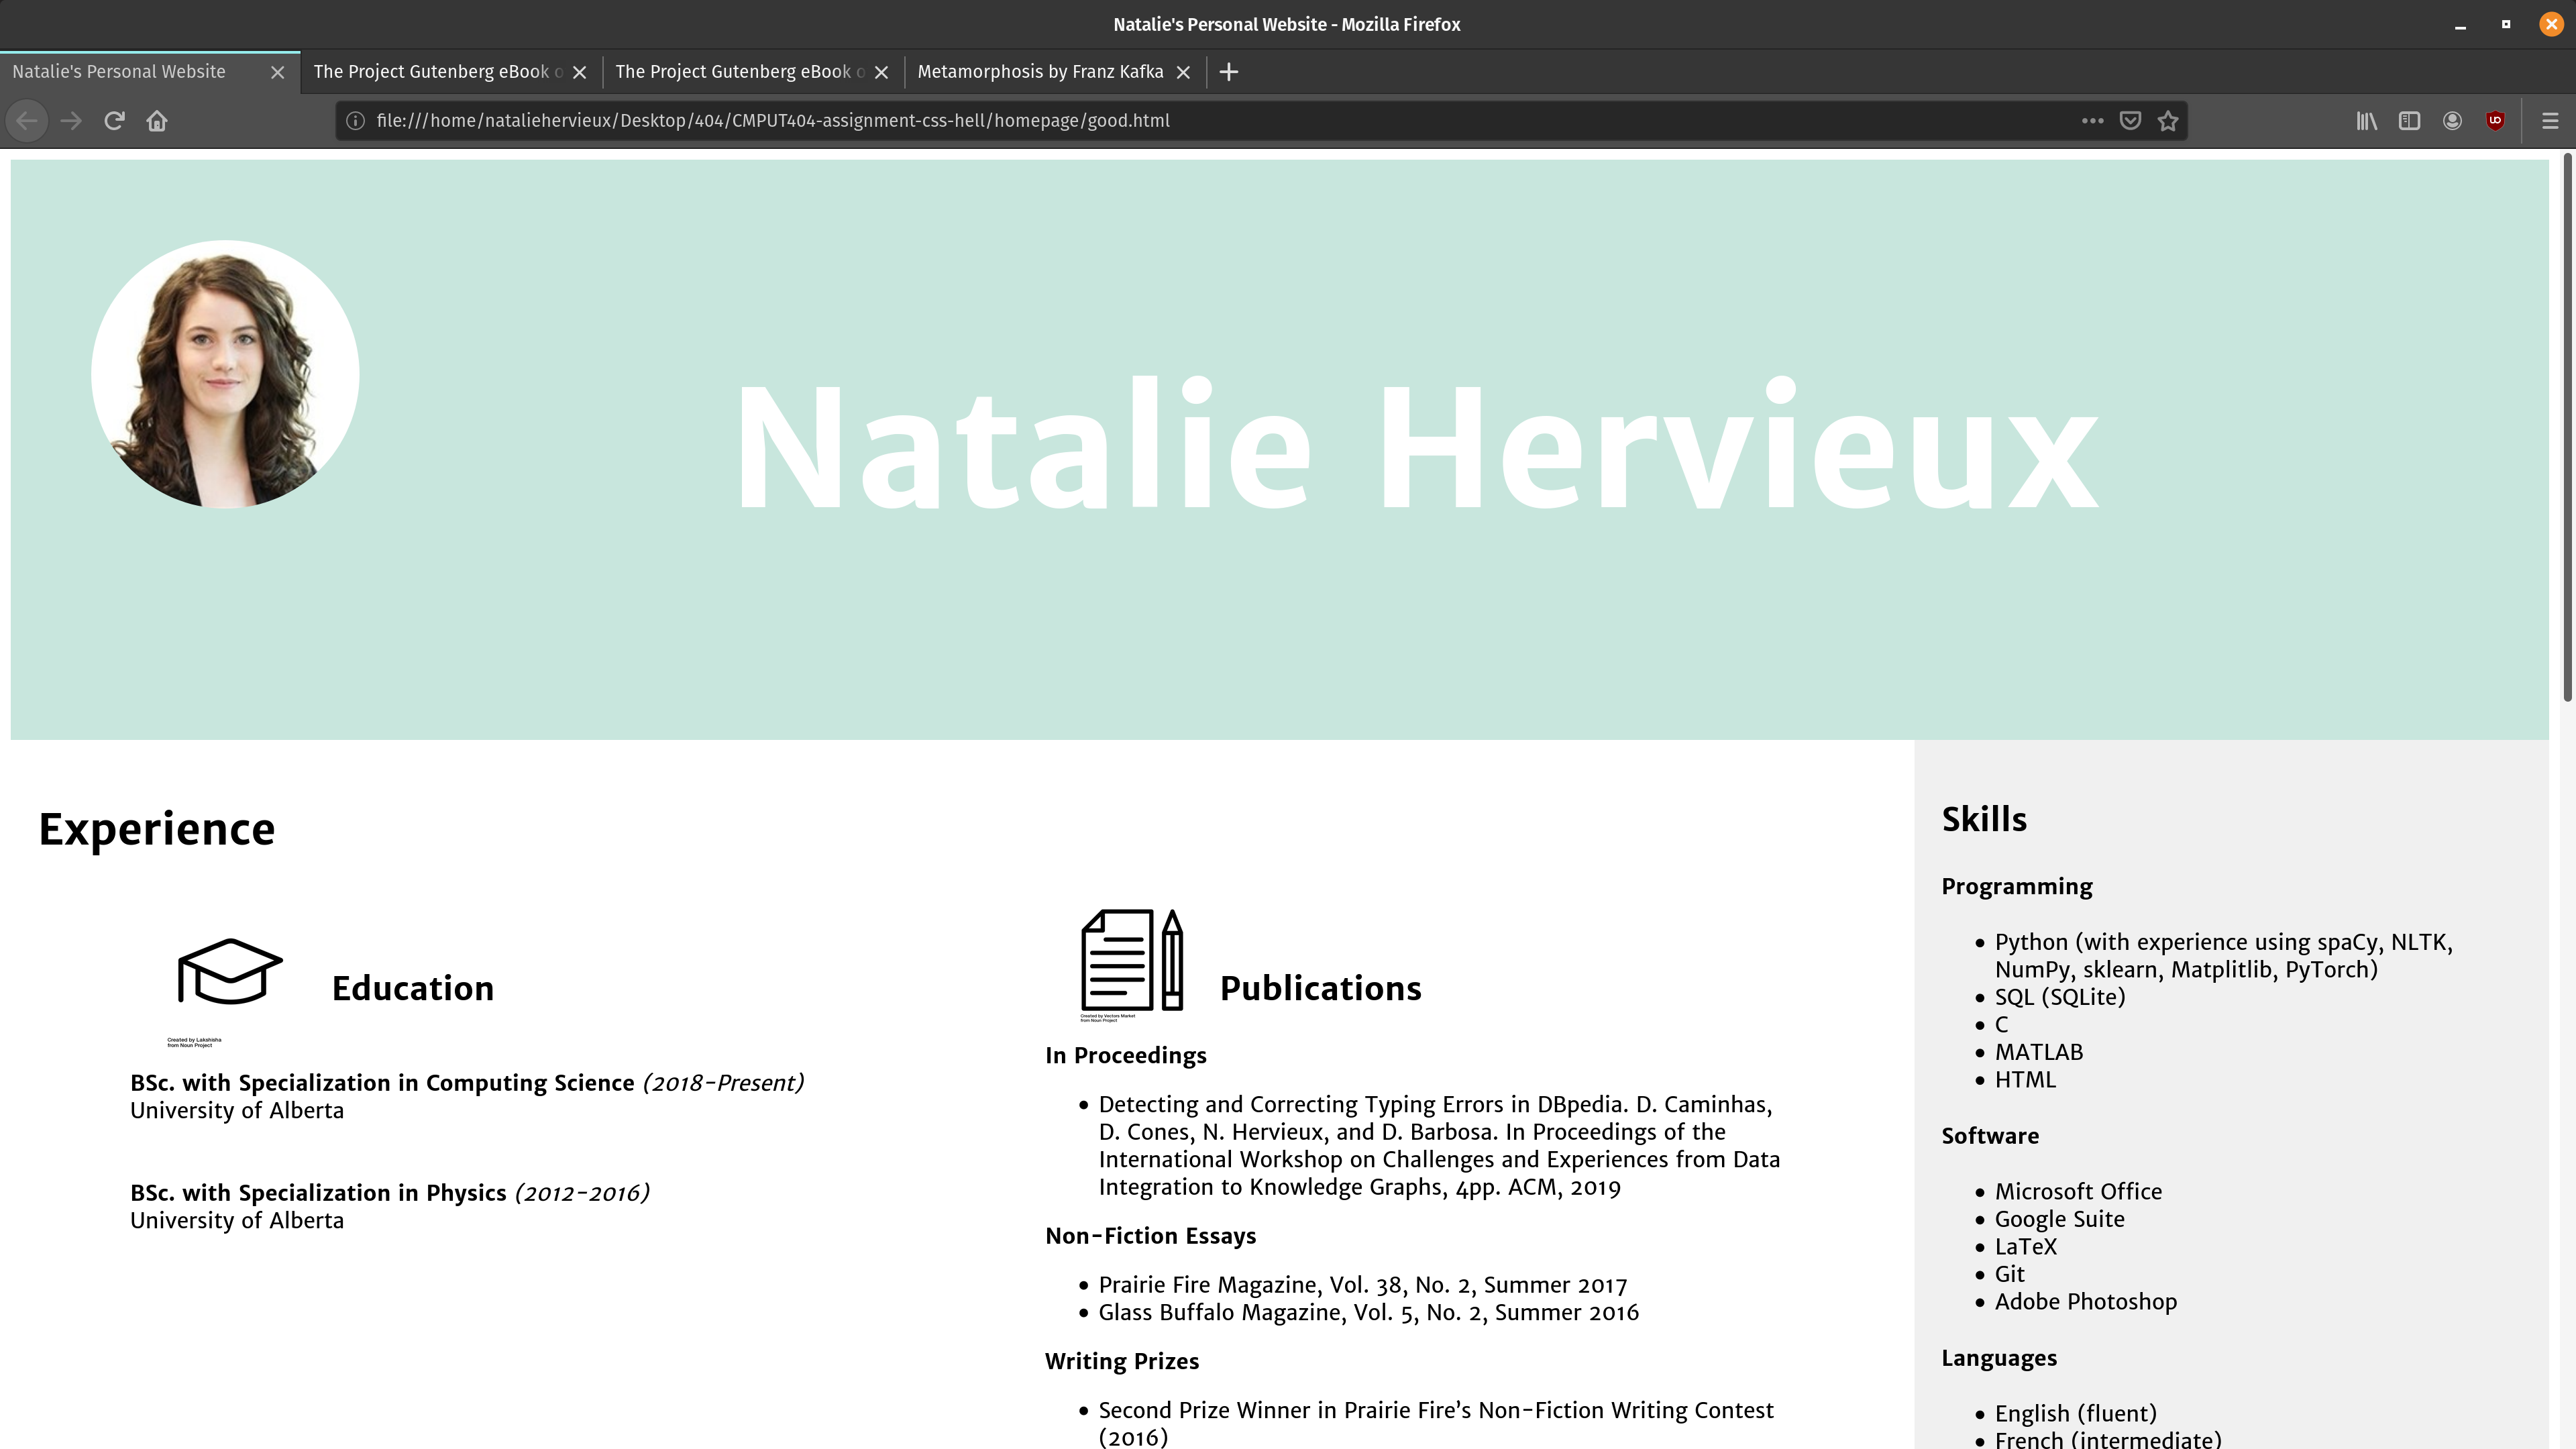 Natalie's Personal Website - Mozilla Firefox
Natalie's Personal Website
The Project Gutenberg eBook o
The Project Gutenberg eBook o
Metamorphosis by Franz Kafka
file:///home/nataliehervieux/Desktop/404/CMPUT404-assignment-css-hell/homepage/good.html
Natalie Hervieux
Experience
Education
Created by Lakshisha
from Noun Project
BSc. with Specialization in Computing Science (2018-Present)
University of Alberta
BSc. with Specialization in Physics (2012-2016)
University of Alberta
Publications
Created by Vectors Market
from Noun Project
In Proceedings
• Detecting and Correcting Typing Errors in DBpedia. D. Caminhas,
D. Cones, N. Hervieux, and D. Barbosa. In Proceedings of the
International Workshop on Challenges and Experiences from Data
Integration to Knowledge Graphs, 4pp. ACM, 2019
Non-Fiction Essays
• Prairie Fire Magazine, Vol. 38, No. 2, Summer 2017
• Glass Buffalo Magazine, Vol. 5, No. 2, Summer 2016
Writing Prizes
• Second Prize Winner in Prairie Fire’s Non-Fiction Writing Contest
(2016)
Skills
Programming
• Python (with experience using spaCy, NLTK,
NumPy, sklearn, Matplitlib, PyTorch)
• SQL (SQLite)
• C
• MATLAB
• HTML
Software
• Microsoft Office
• Google Suite
• LaTeX
• Git
• Adobe Photoshop
Languages
• English (fluent)
• French (intermediate)